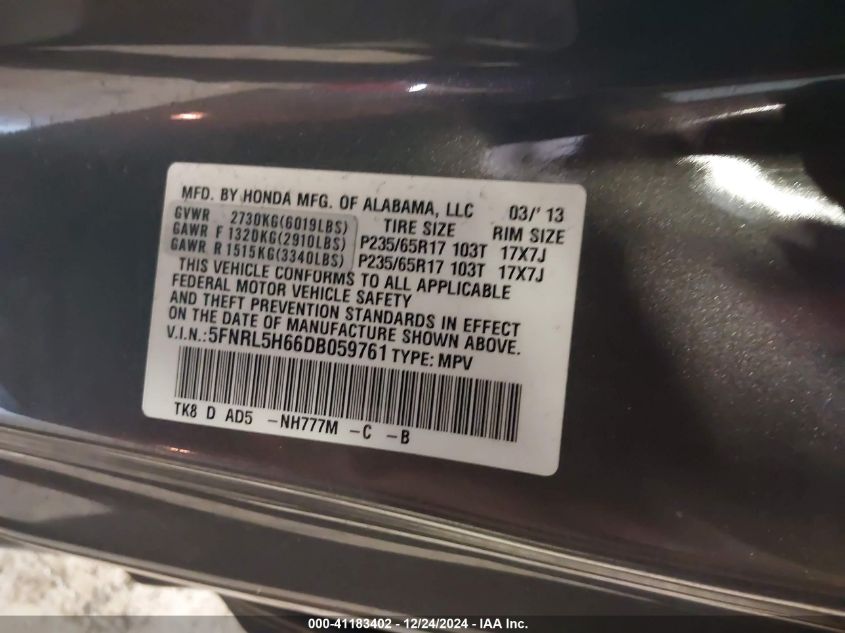 MFD. BY HONDA MFG. OF ALABAMA, LLC 03/' 13
GVWR 2730KG(6019LBS) TIRE SIZE RIM SIZE
GAWR F 1320KG(2910LBS) P235/65R17 103T 17X7J
GAWR R 1515KG(3340LBS) P235/65R17 103T 17X7J
THIS VEHICLE CONFORMS TO ALL APPLICABLE
FEDERAL MOTOR VEHICLE SAFETY
AND THEFT PREVENTION STANDARDS IN EFFECT
ON THE DATE OF MANUFACTURE SHOWN ABOVE.
V.I.N.:5FNRL5H66DB059761 TYPE: MPV
TK8 D AD5 -NH777M -C -B
000-41183402 - 12/24/2024 - IAA Inc.